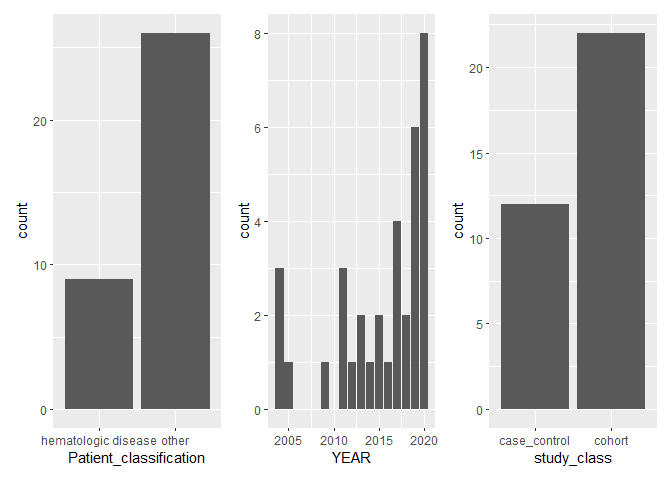 count
20
10
0
hematologic disease other
Patient_classification
count
8
6
4
2
0
2005 2010 2015 2020
YEAR
count
20
15
10
5
0
case_control cohort
study_class